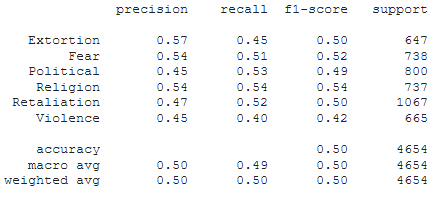 precision recall f1-score support
Extortion 0.57 0.45 0.50 647
Fear 0.54 0.51 0.52 738
Political 0.45 0.53 0.49 800
Religion 0.54 0.54 0.54 737
Retaliation 0.47 0.52 0.50 1067
Violence 0.45 0.40 0.42 665
accuracy 0.50 4654
macro avg 0.50 0.49 0.50 4654
weighted avg 0.50 0.50 0.50 4654